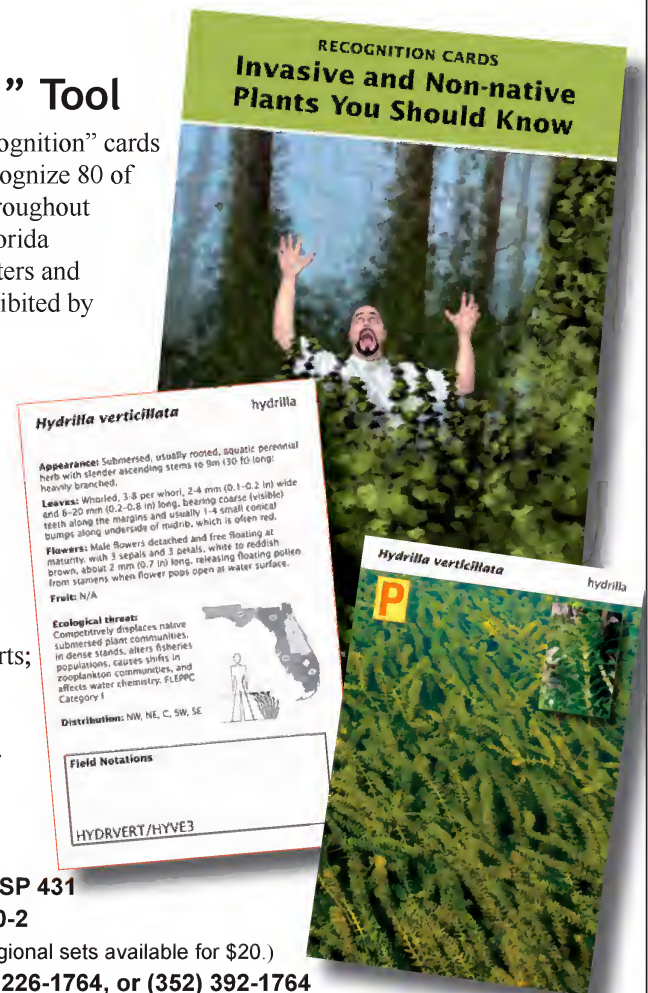 RECOGNITION CARDS
Invasive and Non-native
Plants You Should Know
” Tool
ognition” cards
ognize 80 of
roughout
orida
ters and
ibited by
Hydrilla verticillata hydrilla
Appearance: Submersed, usually rooted, aquatic perennial
herb with slender ascending stems to 9m (30 ft) long;
heavily branched.
Leaves: Whorled, 3-8 per whorl, 2-4 mm (0.1-0.2 in) wide
and 6-20 mm (0.2-0.8 in) long, bearing coarse (visible)
teeth along the margins and usually 1-4 small conical
bumps along underside of midrib, which is often red.
Flowers: Male flowers detached and free floating at
maturity, with 3 sepals and 3 petals, white to reddish
brown, about 2 mm (0.7 in) long, releasing floating pollen
from stamens when flower pops open at water surface.
Fruit: N/A
Ecological threat:
Competitively displaces native
submersed plant communities,
in dense stands, alters fisheries
populations, causes shifts in
zooplankton communities, and
affects water chemistry. FLEPPC
Category I
Distribution: NW, NE, C, SW, SE
Field Notations
HYDRVERT/HYVE3
Hydrilla verticillata hydrilla
P
rts;
.
SP 431
0-2
gional sets available for $20.)
226-1764, or (352) 392-1764